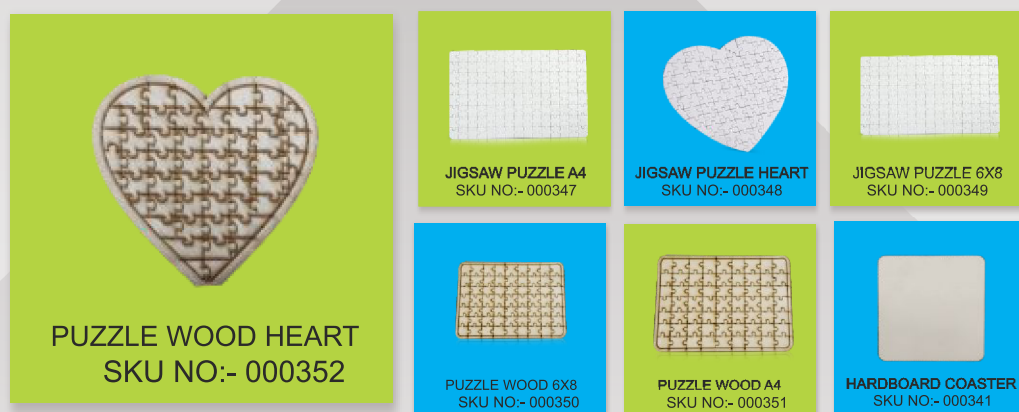 PUZZLE WOOD HEART
SKU NO:- 000352
JIGSAW PUZZLE A4
SKU NO:- 000347
JIGSAW PUZZLE HEART
SKU NO:- 000348
JIGSAW PUZZLE 6X8
SKU NO:- 000349
PUZZLE WOOD 6X8
SKU NO:- 000350
PUZZLE WOOD A4
SKU NO:- 000351
HARDBOARD COASTER
SKU NO:- 000341